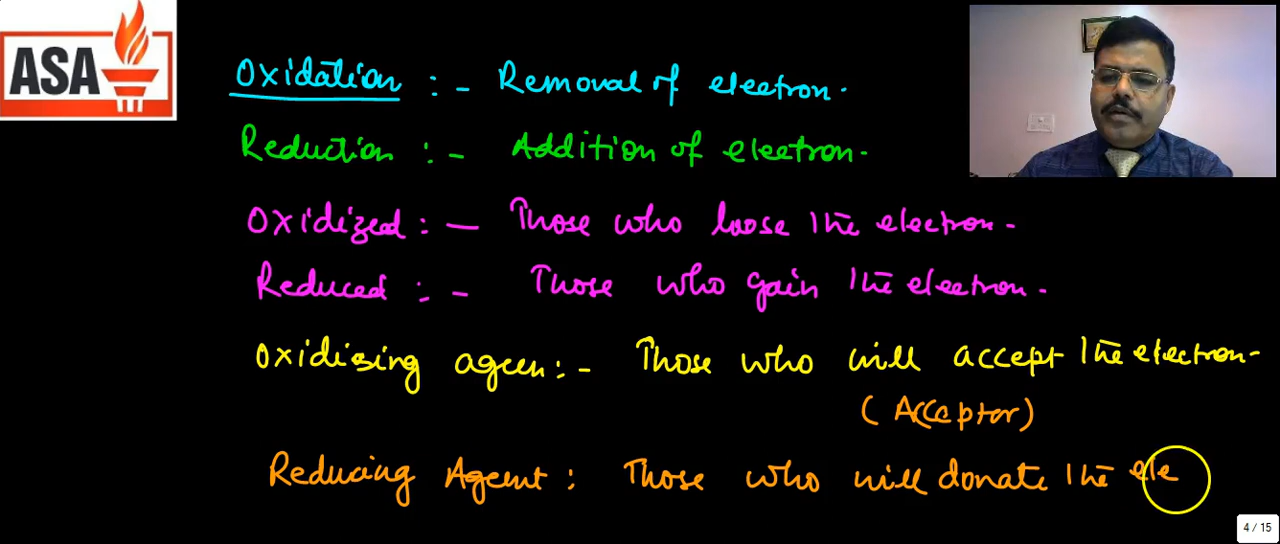 ASA
Oxidation :- Removal of electron.
Reduction :- Addition of electron.
Oxidized :- Those who loose the electron.
Reduced :- Those who gain the electron.
Oxidising ageen :- Those who will accept the electron.
(Acceptor)
Reducing Agent : Those who will donate the ele
4 / 15